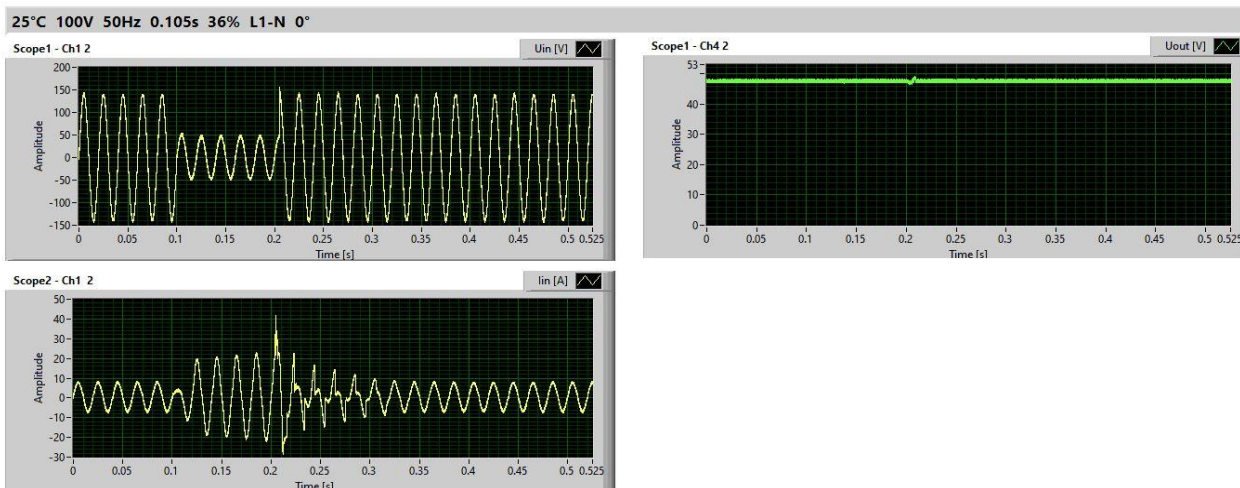 25°C 100V 50Hz 0.105s 36% L1-N 0°
Scope1 - Ch1 2
Uin [V]
Amplitude
200
150
100
50
0
-50
-100
-150
0 0.05 0.1 0.15 0.2 0.25 0.3 0.35 0.4 0.45 0.5 0.525
Time [s]
Scope1 - Ch4 2
Uout [V]
Amplitude
53
40
30
20
10
0
0 0.05 0.1 0.15 0.2 0.25 0.3 0.35 0.4 0.45 0.5 0.525
Time [s]
Scope2 - Ch1 2
Iin [A]
Amplitude
50
40
30
20
10
0
-10
-20
-30
0 0.05 0.1 0.15 0.2 0.25 0.3 0.35 0.4 0.45 0.5 0.525
Time [s]